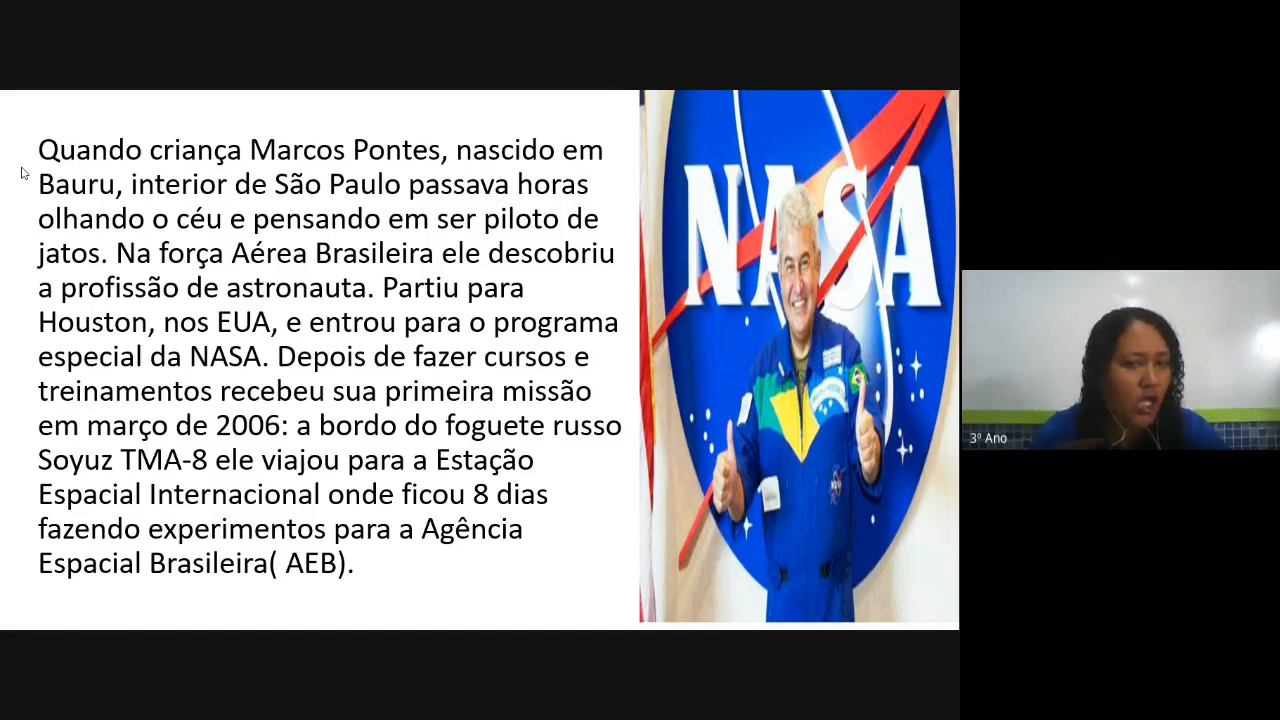 Quando criança Marcos Pontes, nascido em
Bauru, interior de São Paulo passava horas
olhando o céu e pensando em ser piloto de
jatos. Na força Aérea Brasileira ele descobriu
a profissão de astronauta. Partiu para
Houston, nos EUA, e entrou para o programa
especial da NASA. Depois de fazer cursos e
treinamentos recebeu sua primeira missão
em março de 2006: a bordo do foguete russo
Soyuz TMA-8 ele viajou para a Estação
Espacial Internacional onde ficou 8 dias
fazendo experimentos para a Agência
Espacial Brasileira( AEB).
NASA
3º Ano